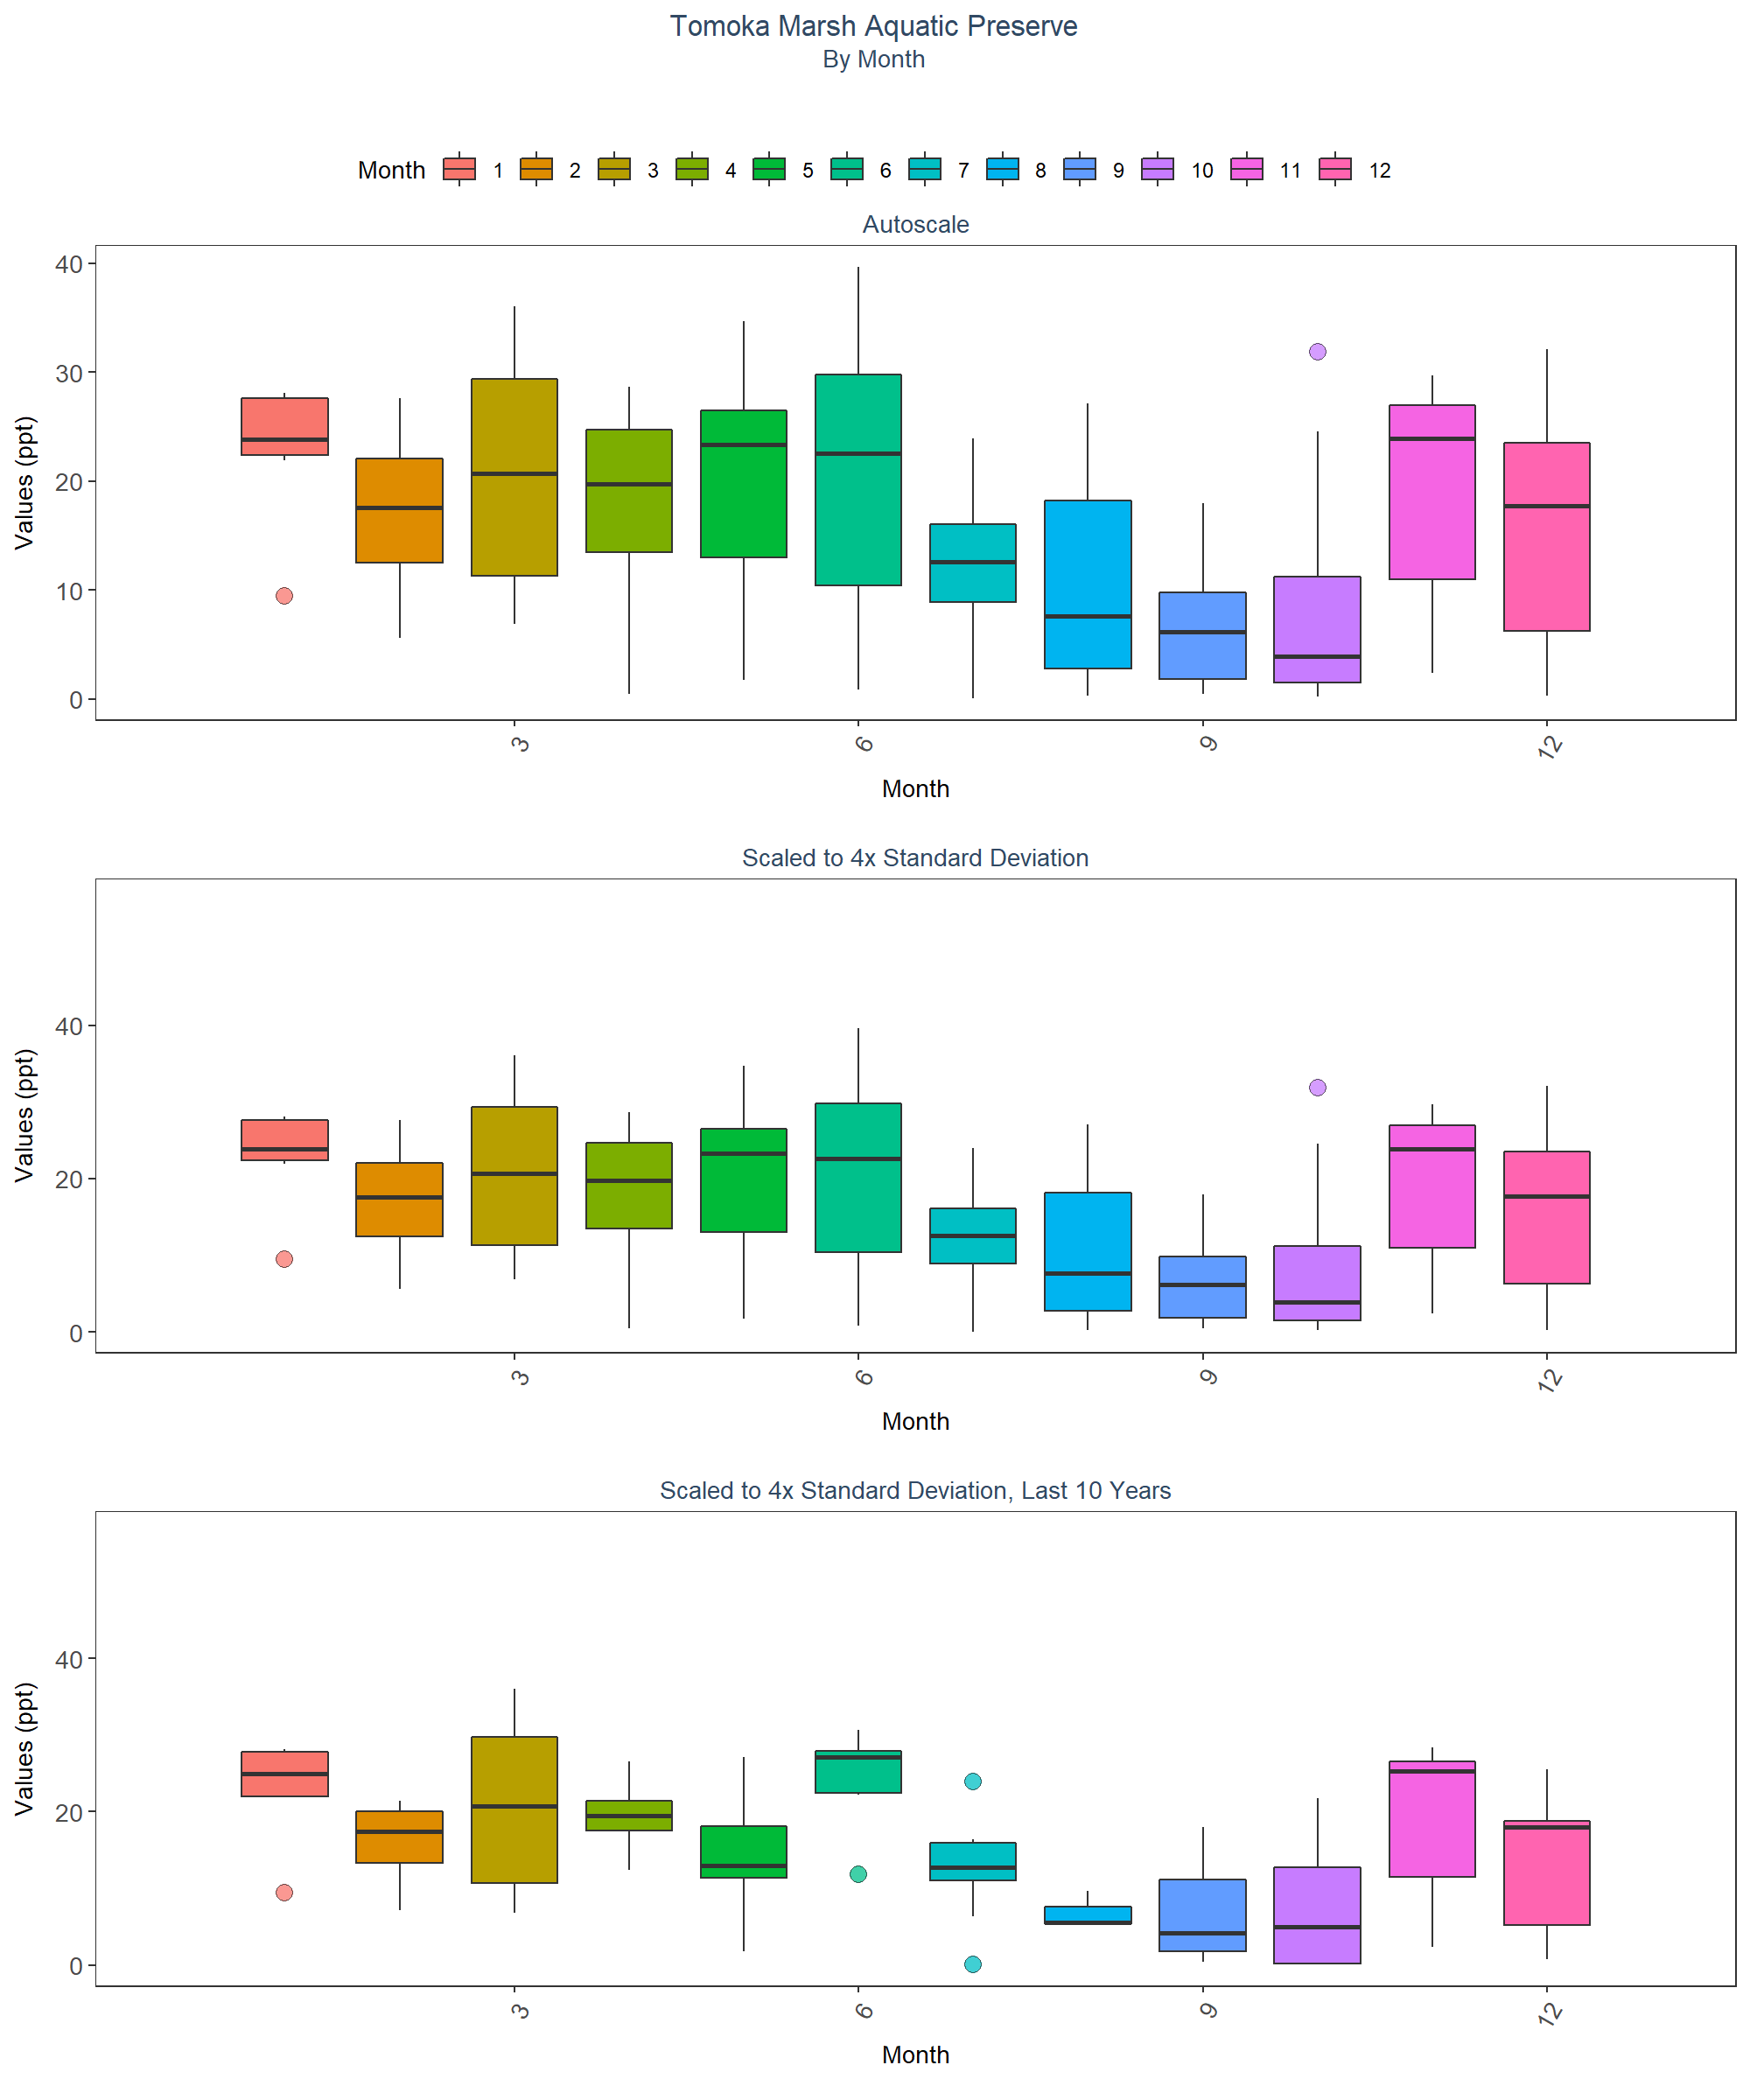 Tomoka Marsh Aquatic Preserve
By Month
Month 1 2 3 4 5 6 7 8 9 10 11 12
Autoscale
Values (ppt)
40
30
20
10
0
3 6 9 12
Month
Scaled to 4x Standard Deviation
Values (ppt)
40
20
0
3 6 9 12
Month
Scaled to 4x Standard Deviation, Last 10 Years
Values (ppt)
40
20
0
3 6 9 12
Month